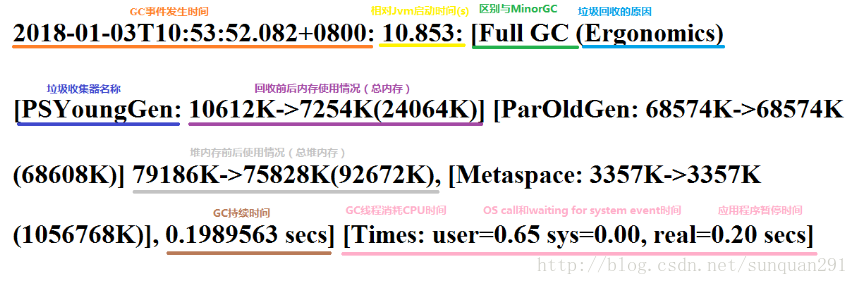 GC事件发生时间 相对Jvm启动时间(s) 区别与MinorGC 垃圾回收的原因
2018-01-03T10:53:52.082+0800: 10.853: [Full GC (Ergonomics)
垃圾收集器名称 回收前后内存使用情况（总内存）
[PSYoungGen: 10612K->7254K(24064K)] [ParOldGen: 68574K->68574K
堆内存前后使用情况（总堆内存）
(68608K)] 79186K->75828K(92672K), [Metaspace: 3357K->3357K
GC持续时间 GC线程消耗CPU时间 OS call和waiting for system event时间 应用程序暂停时间
(1056768K)], 0.1989563 secs] [Times: user=0.65 sys=0.00, real=0.20 secs]
http://blog.csdn.net/sunquan291